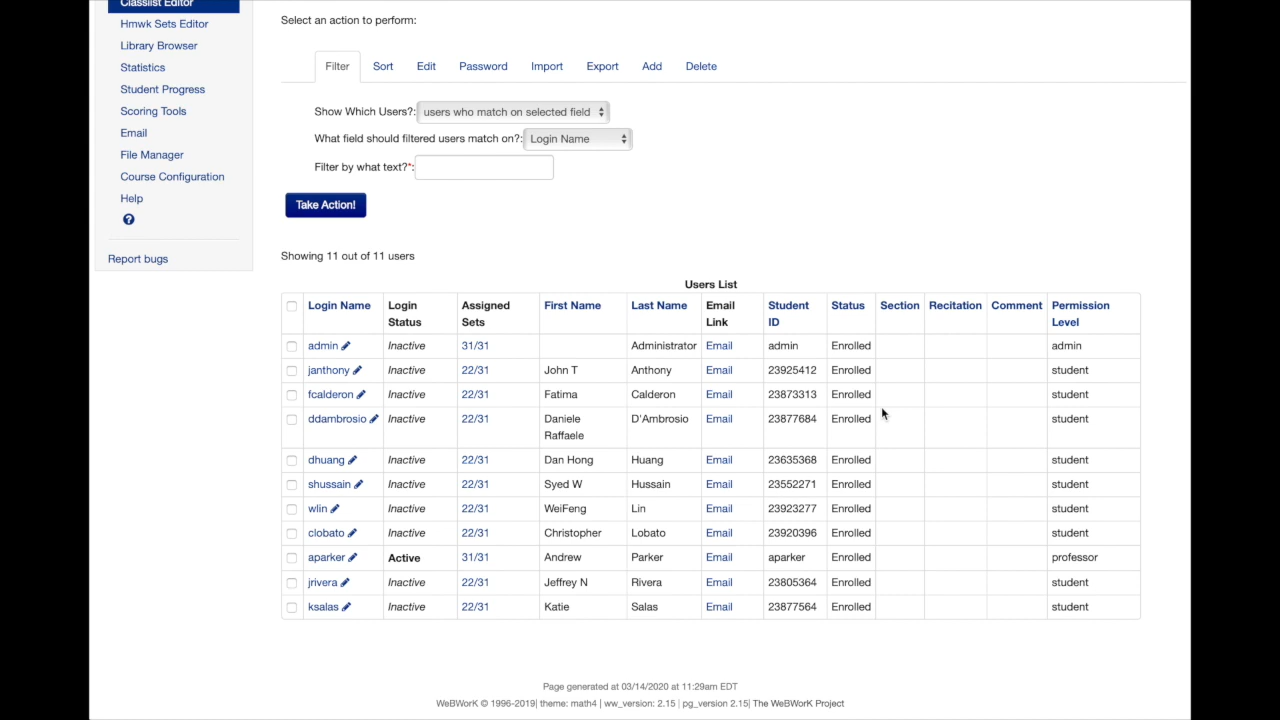 Classlist Editor
Hmwk Sets Editor
Library Browser
Statistics
Student Progress
Scoring Tools
Email
File Manager
Course Configuration
Help
?
Report bugs
Select an action to perform:
Filter Sort Edit Password Import Export Add Delete
Show Which Users?: users who match on selected field
What field should filtered users match on?: Login Name
Filter by what text?*:
Take Action!
Showing 11 out of 11 users
Users List
Login Name Login Status Assigned Sets First Name Last Name Email Link Student ID Status Section Recitation Comment Permission Level
admin Inactive 31/31 Administrator Email admin Enrolled admin
janthony Inactive 22/31 John T Anthony Email 23925412 Enrolled student
fcalderon Inactive 22/31 Fatima Calderon Email 23873313 Enrolled student
ddambrosio Inactive 22/31 Daniele Raffaele D'Ambrosio Email 23877684 Enrolled student
dhuang Inactive 22/31 Dan Hong Huang Email 23635368 Enrolled student
shussain Inactive 22/31 Syed W Hussain Email 23552271 Enrolled student
wlin Inactive 22/31 WeiFeng Lin Email 23923277 Enrolled student
clobato Inactive 22/31 Christopher Lobato Email 23920396 Enrolled student
aparker Active 31/31 Andrew Parker Email aparker Enrolled professor
jrivera Inactive 22/31 Jeffrey N Rivera Email 23805364 Enrolled student
ksalas Inactive 22/31 Katie Salas Email 23877564 Enrolled student
Page generated at 03/14/2020 at 11:29am EDT
WeBWorK © 1996-2019| theme: math4 | ww_version: 2.15 | pg_version 2.15| The WeBWorK Project